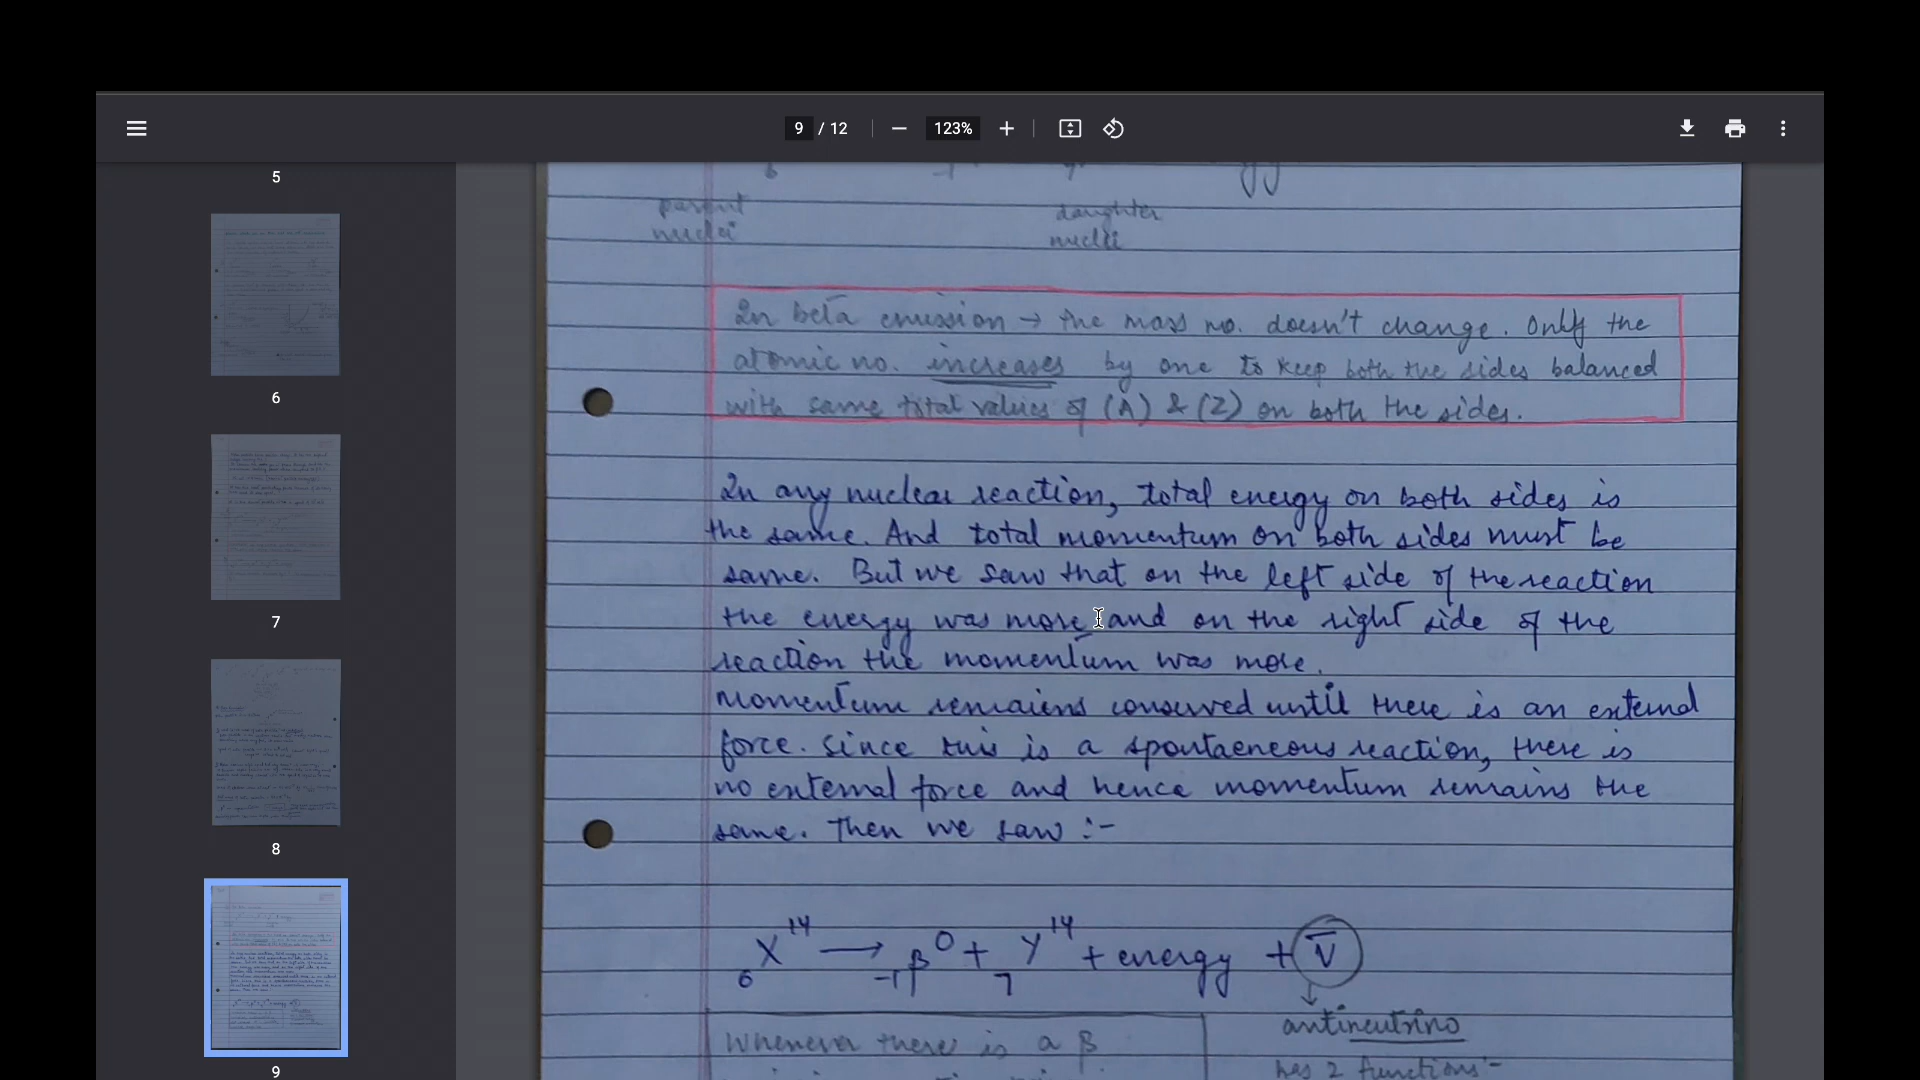 9 / 12
123%
5
6
7
8
9
parent
nuclei
daughter
nuclei
In beta emission → the mass no. doesn't change. Only the
atomic no. increases by one to keep both the sides balanced
with same total values of (A) & (Z) on both the sides.
In any nuclear reaction, total energy on both sides is
the same. And total momentum on both sides must be
same. But we saw that on the left side of the reaction
the energy was more and on the right side of the
reaction the momentum was more.
Momentum remains conserved until there is an external
force. Since this is a spontaeneous reaction, there is
no external force and hence momentum remains the
same. Then we saw :-
₆X¹⁴ → ₋₁β⁰ + ₇Y¹⁴ + energy + ν̅
antineutrino
Whenever there is a β
has 2 functions :-